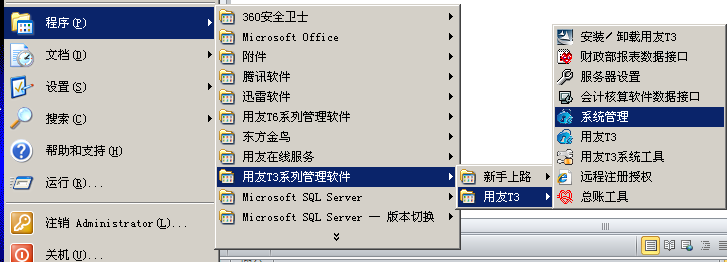 程序(P)
文档(D)
设置(S)
搜索(C)
帮助和支持(H)
运行(R)...
注销 Administrator(L)...
关机(U)...
360安全卫士
Microsoft Office
附件
腾讯软件
迅雷软件
用友T6系列管理软件
东方金鸟
用友在线服务
用友T3系列管理软件
Microsoft SQL Server
Microsoft SQL Server — 版本切换
新手上路
用友T3
安装/卸载用友T3
财政部报表数据接口
服务器设置
会计核算软件数据接口
系统管理
用友T3
用友T3系统工具
远程注册授权
总账工具